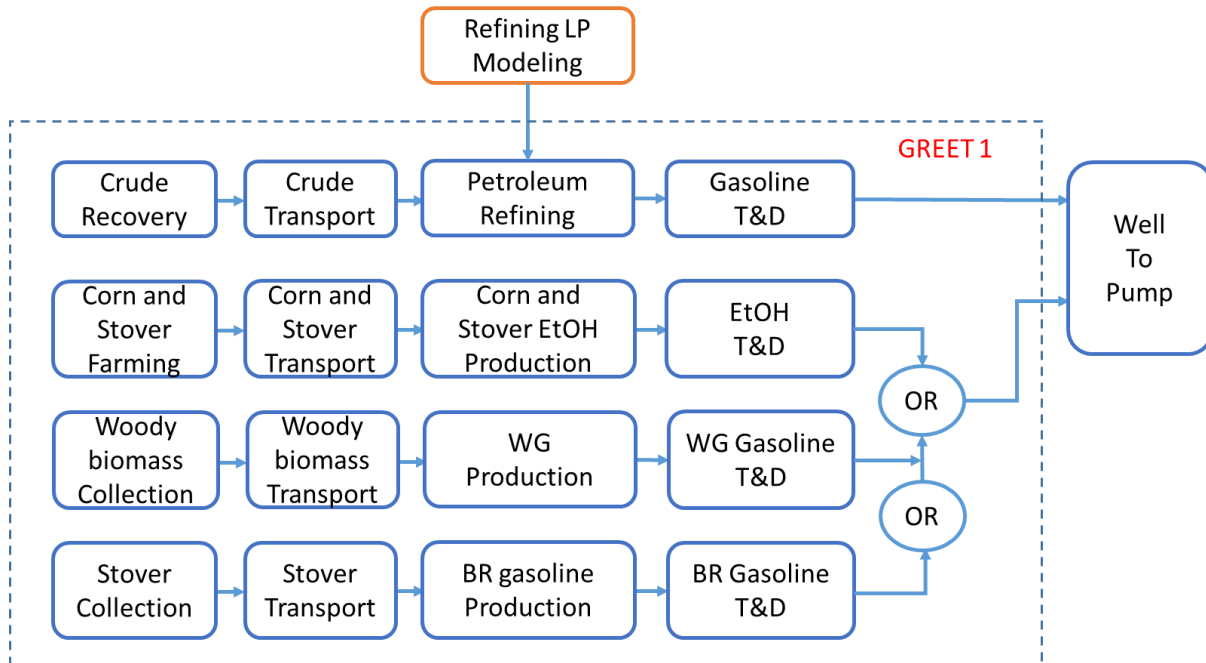 Refining LP
Modeling
GREET 1
Crude
Recovery
Crude
Transport
Petroleum
Refining
Gasoline
T&D
Well
To
Pump
Corn and
Stover
Farming
Corn and
Stover
Transport
Corn and
Stover EtOH
Production
EtOH
T&D
OR
Woody
biomass
Collection
Woody
biomass
Transport
WG
Production
WG Gasoline
T&D
OR
Stover
Collection
Stover
Transport
BR gasoline
Production
BR Gasoline
T&D